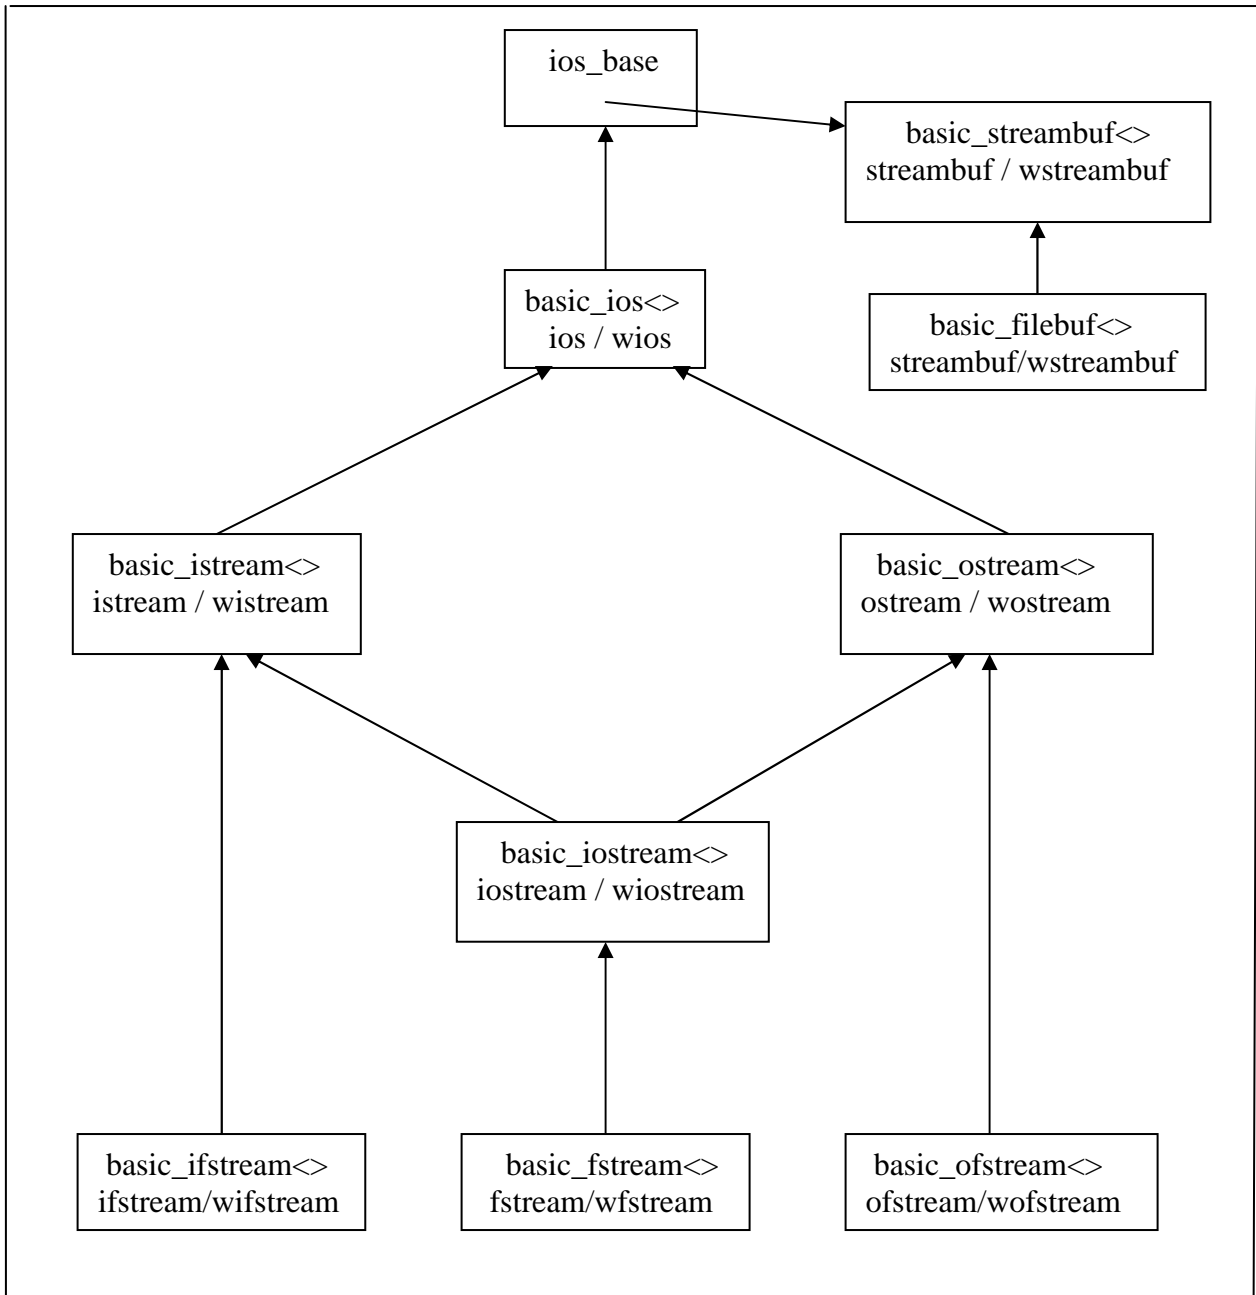 ios_base
basic_streambuf<>
streambuf / wstreambuf
basic_ios<>
ios / wios
basic_filebuf<>
streambuf/wstreambuf
basic_istream<>
istream / wistream
basic_ostream<>
ostream / wostream
basic_iostream<>
iostream / wiostream
basic_ifstream<>
ifstream/wifstream
basic_fstream<>
fstream/wfstream
basic_ofstream<>
ofstream/wofstream